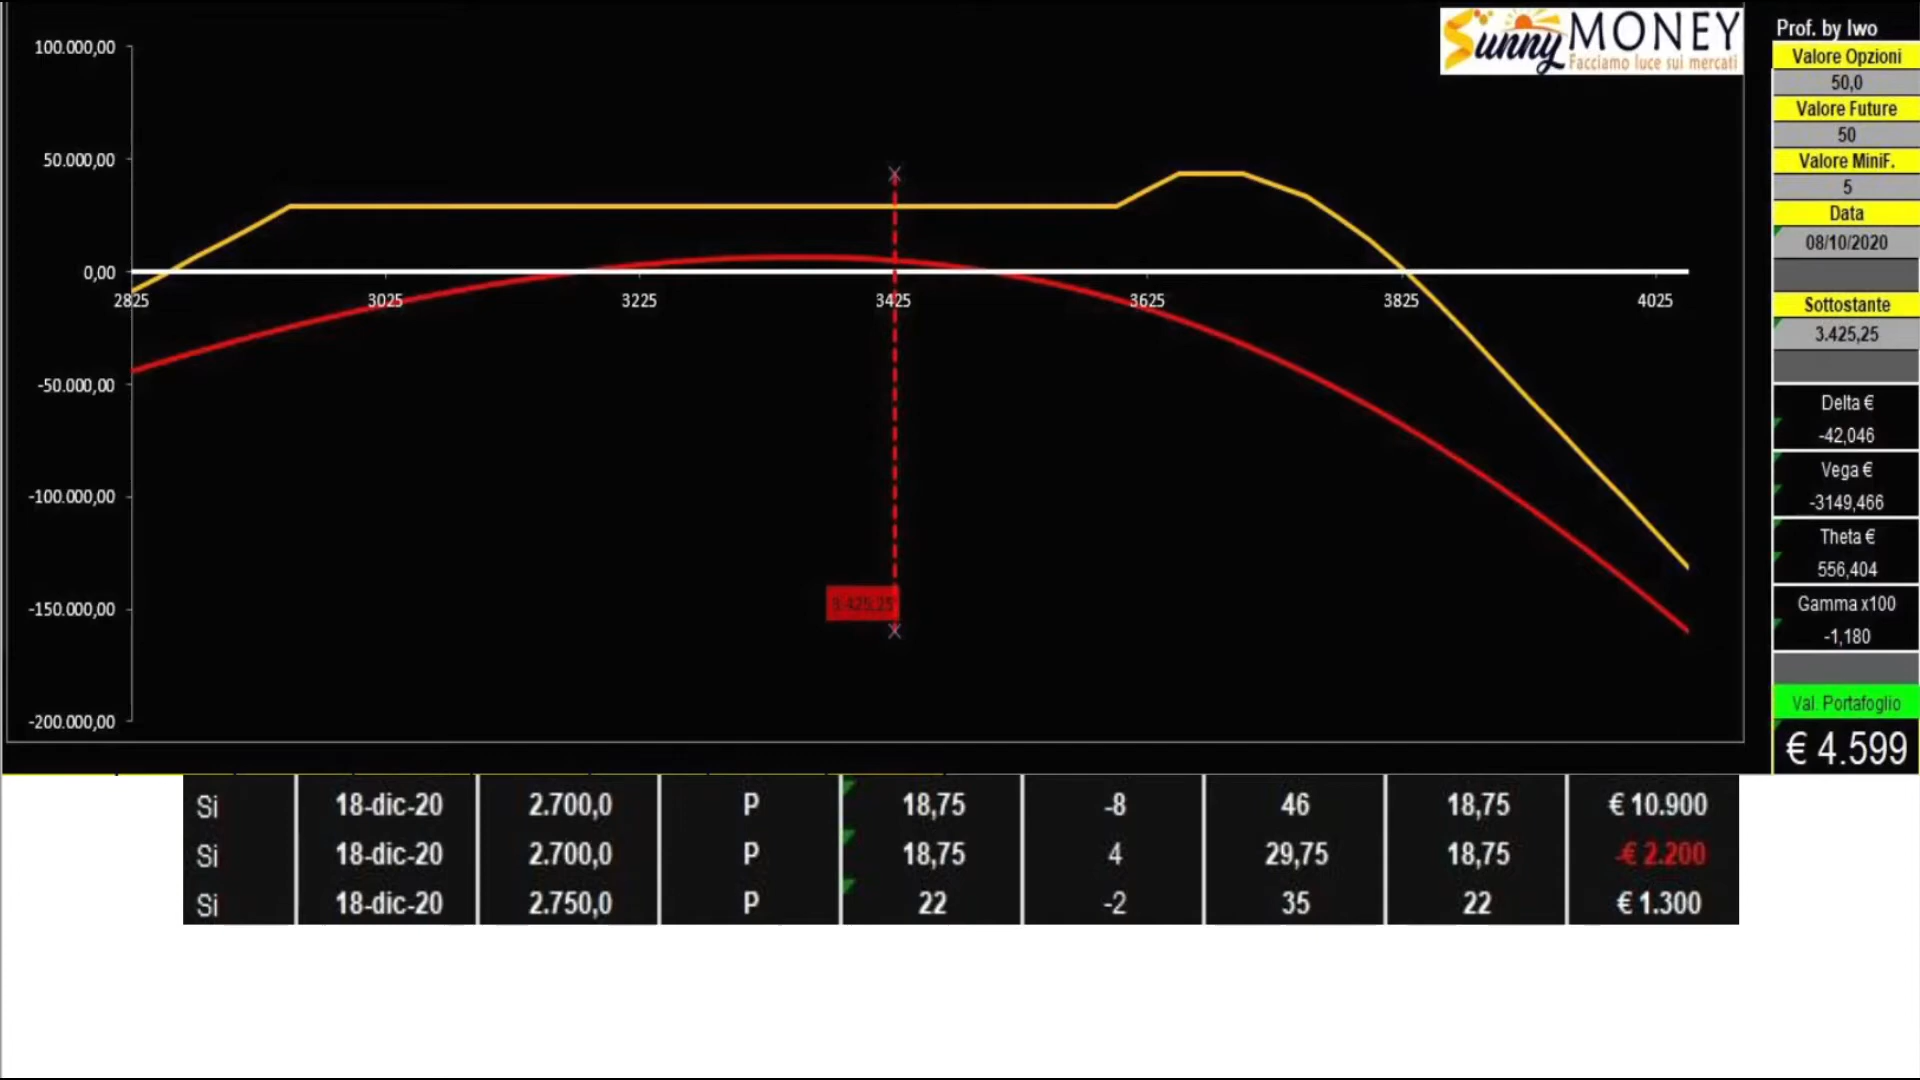 Sunny MONEY
Facciamo luce sui mercati
Prof. by Iwo
Valore Opzioni
50,0
Valore Future
50
Valore MiniF.
5
Data
08/10/2020
Sottostante
3.425,25
Delta €
-42,046
Vega €
-3149,466
Theta €
556,404
Gamma x100
-1,180
Val. Portafoglio
€ 4.599
100.000,00
50.000,00
0,00
-50.000,00
-100.000,00
-150.000,00
-200.000,00
2825 3025 3225 3425 3625 3825 4025
3.425,25
Si 18-dic-20 2.700,0 P 18,75 -8 46 18,75 € 10.900
Si 18-dic-20 2.700,0 P 18,75 4 29,75 18,75 -€ 2.200
Si 18-dic-20 2.750,0 P 22 -2 35 22 € 1.300